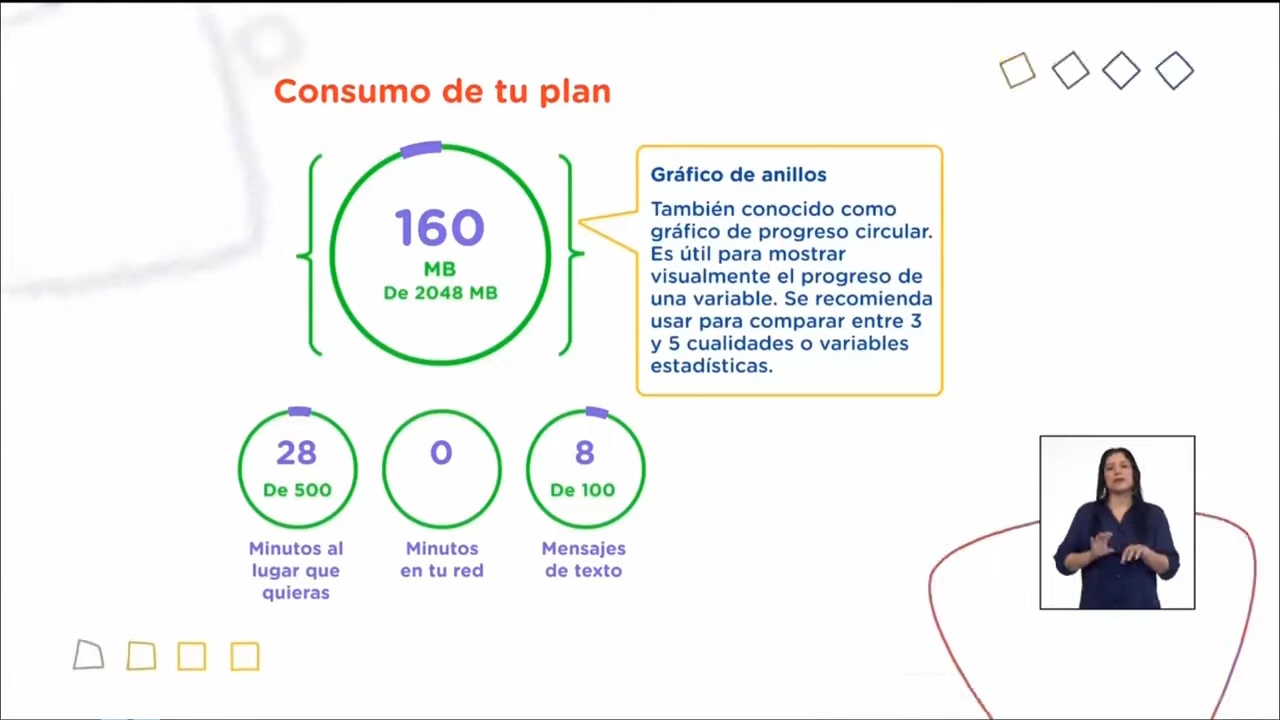 Consumo de tu plan
160
MB
De 2048 MB
Gráfico de anillos
También conocido como
gráfico de progreso circular.
Es útil para mostrar
visualmente el progreso de
una variable. Se recomienda
usar para comparar entre 3
y 5 cualidades o variables
estadísticas.
28
De 500
Minutos al
lugar que
quieras
0
Minutos
en tu red
8
De 100
Mensajes
de texto